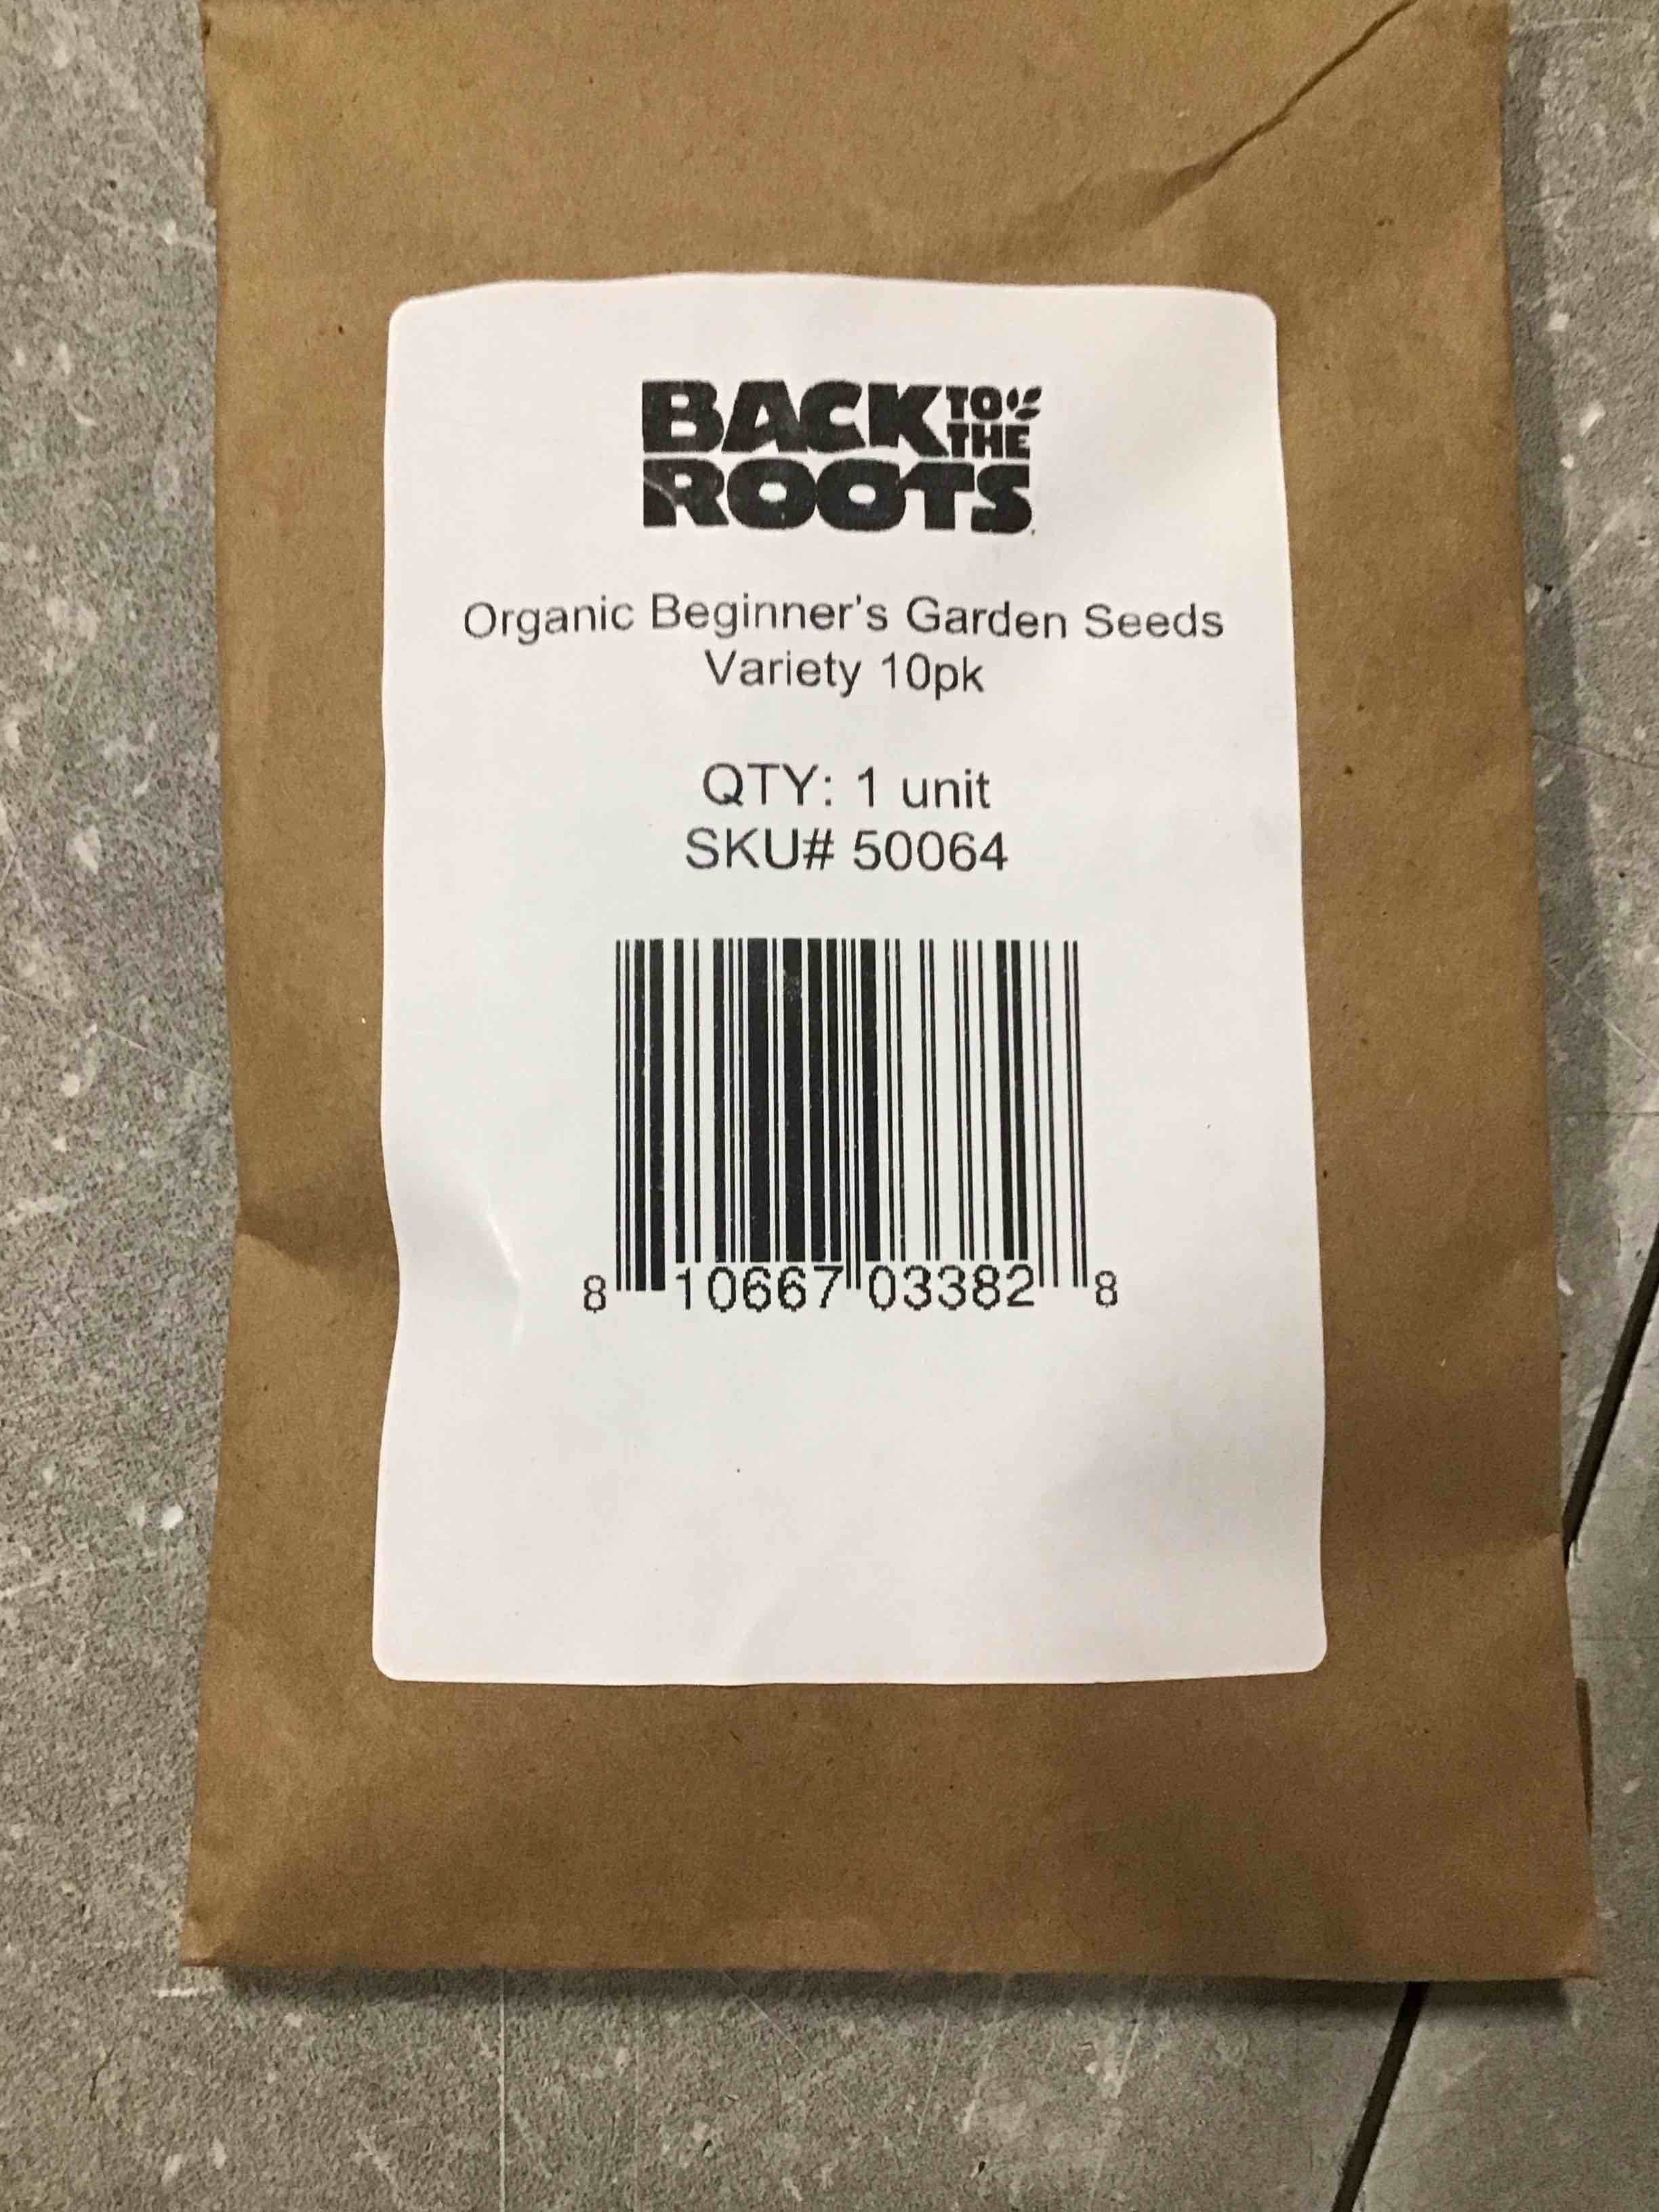 BACK TO THE
ROOTS
Organic Beginner's Garden Seeds
Variety 10pk
QTY: 1 unit
SKU# 50064
8 10667 03382 8